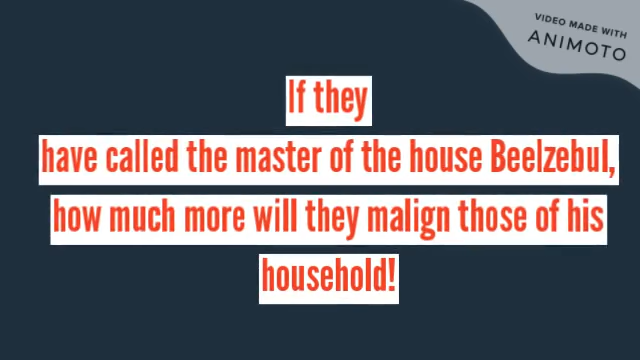 VIDEO MADE WITH
ANIMOTO
If they
have called the master of the house Beelzebul,
how much more will they malign those of his
household!